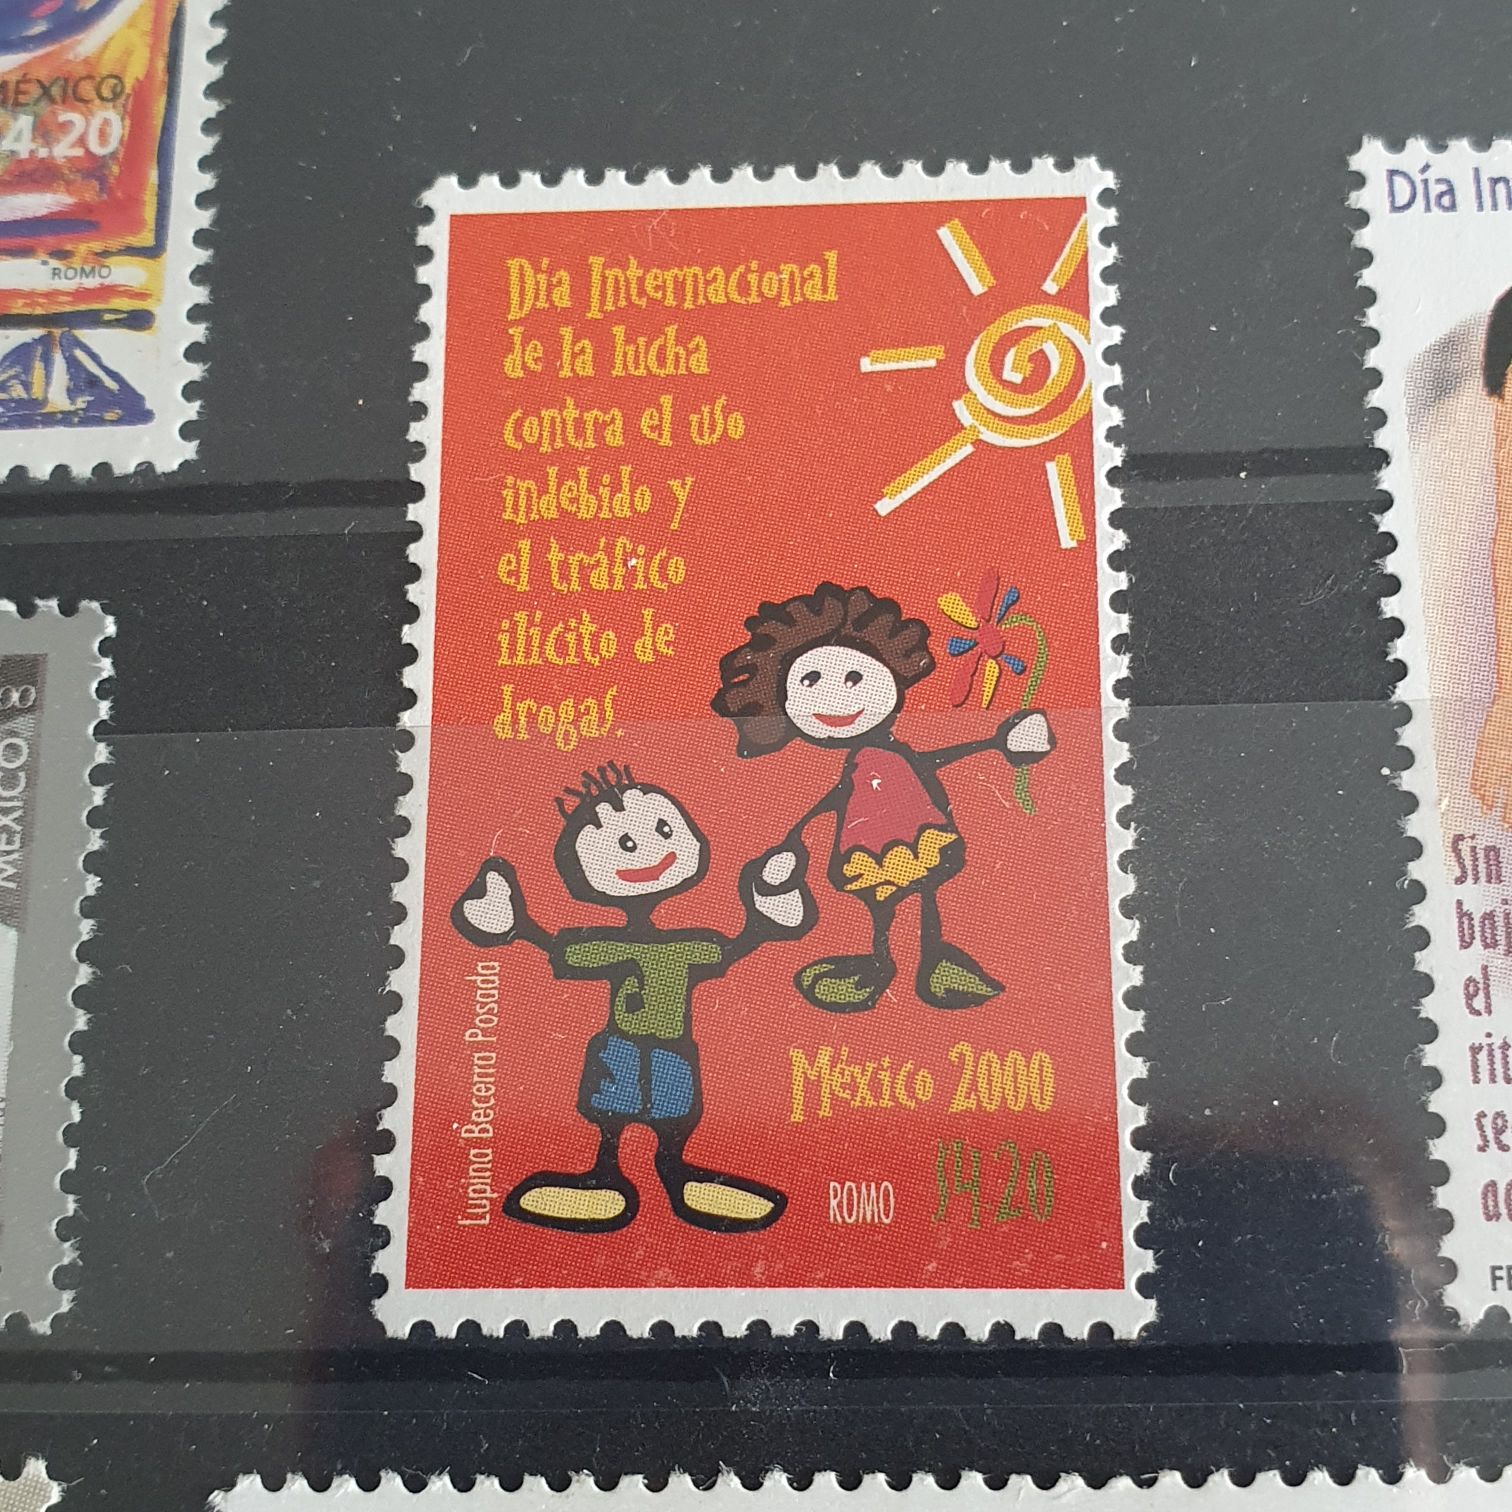 MÉXICO
4.20
ROMO
Día Internacional
de la lucha
contra el uso
indebido y
el tráfico
ilícito de
drogas.
Lupina Becerra Posada
México 2000
ROMO $4.20
MÉXICO
Día In
Sin
el